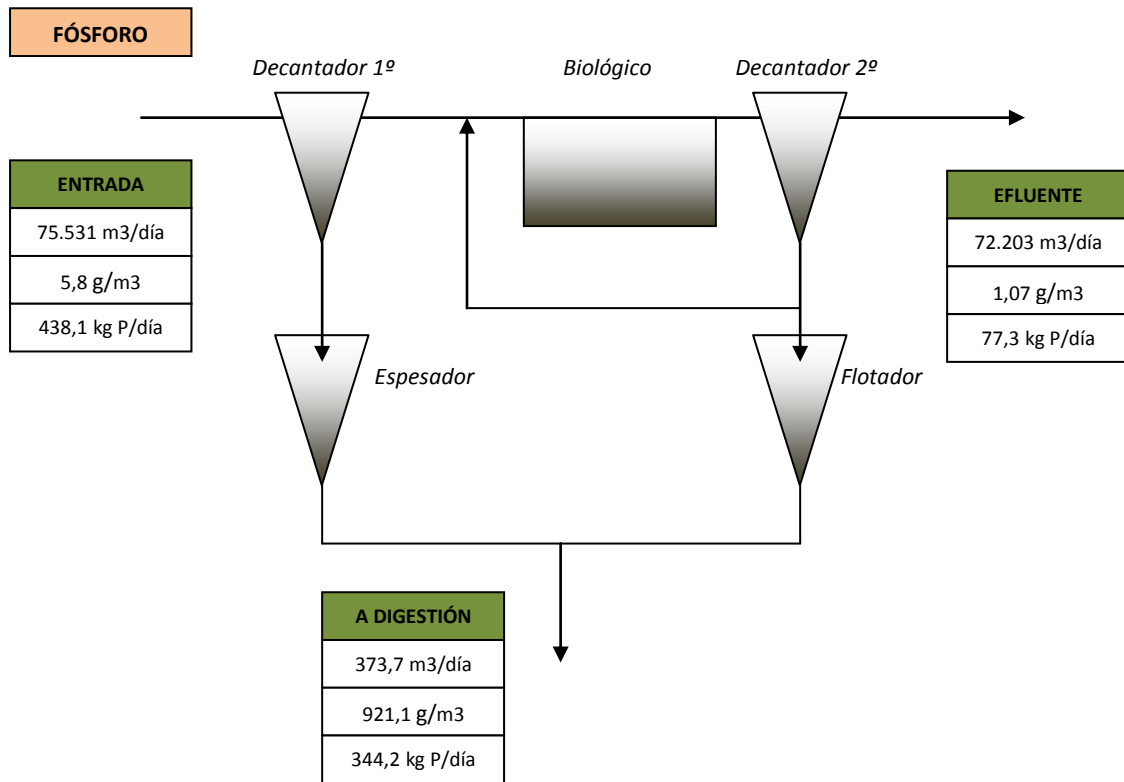 FÓSFORO
Decantador 1º
Biológico
Decantador 2º
ENTRADA
75.531 m3/día
5,8 g/m3
438,1 kg P/día
EFLUENTE
72.203 m3/día
1,07 g/m3
77,3 kg P/día
Espesador
Flotador
A DIGESTIÓN
373,7 m3/día
921,1 g/m3
344,2 kg P/día